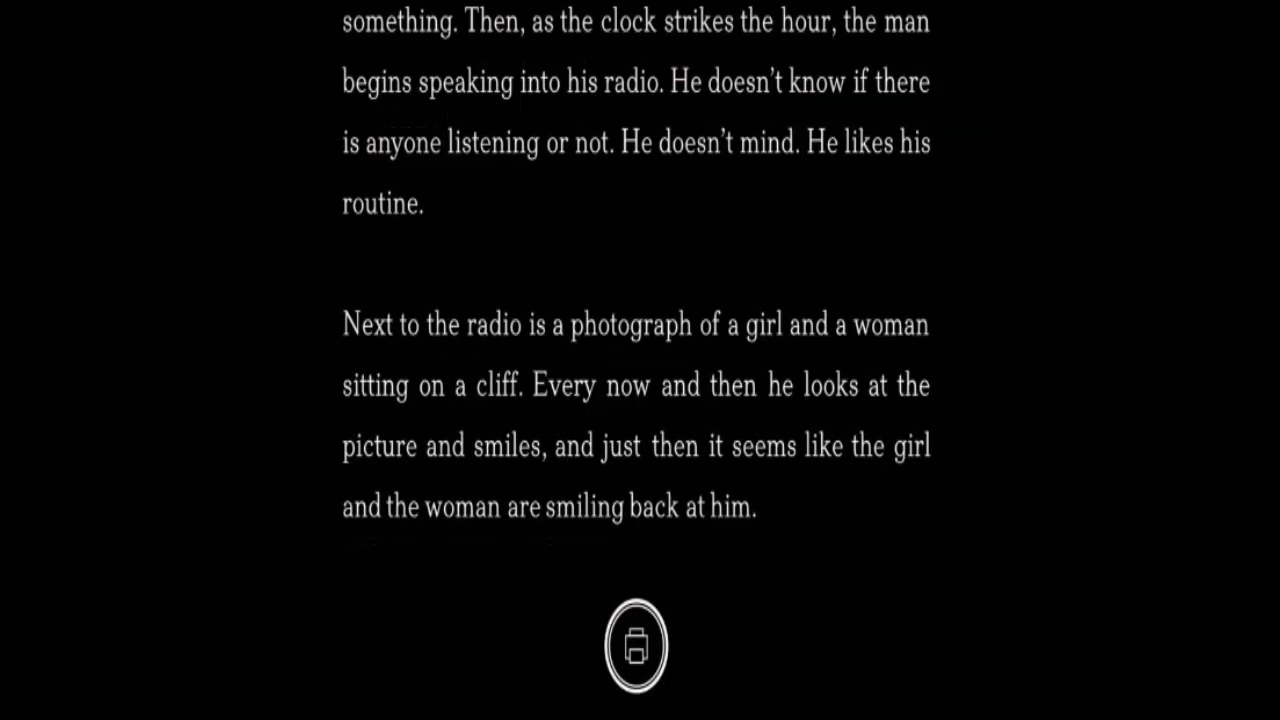 something. Then, as the clock strikes the hour, the man
begins speaking into his radio. He doesn’t know if there
is anyone listening or not. He doesn’t mind. He likes his
routine.
Next to the radio is a photograph of a girl and a woman
sitting on a cliff. Every now and then he looks at the
picture and smiles, and just then it seems like the girl
and the woman are smiling back at him.